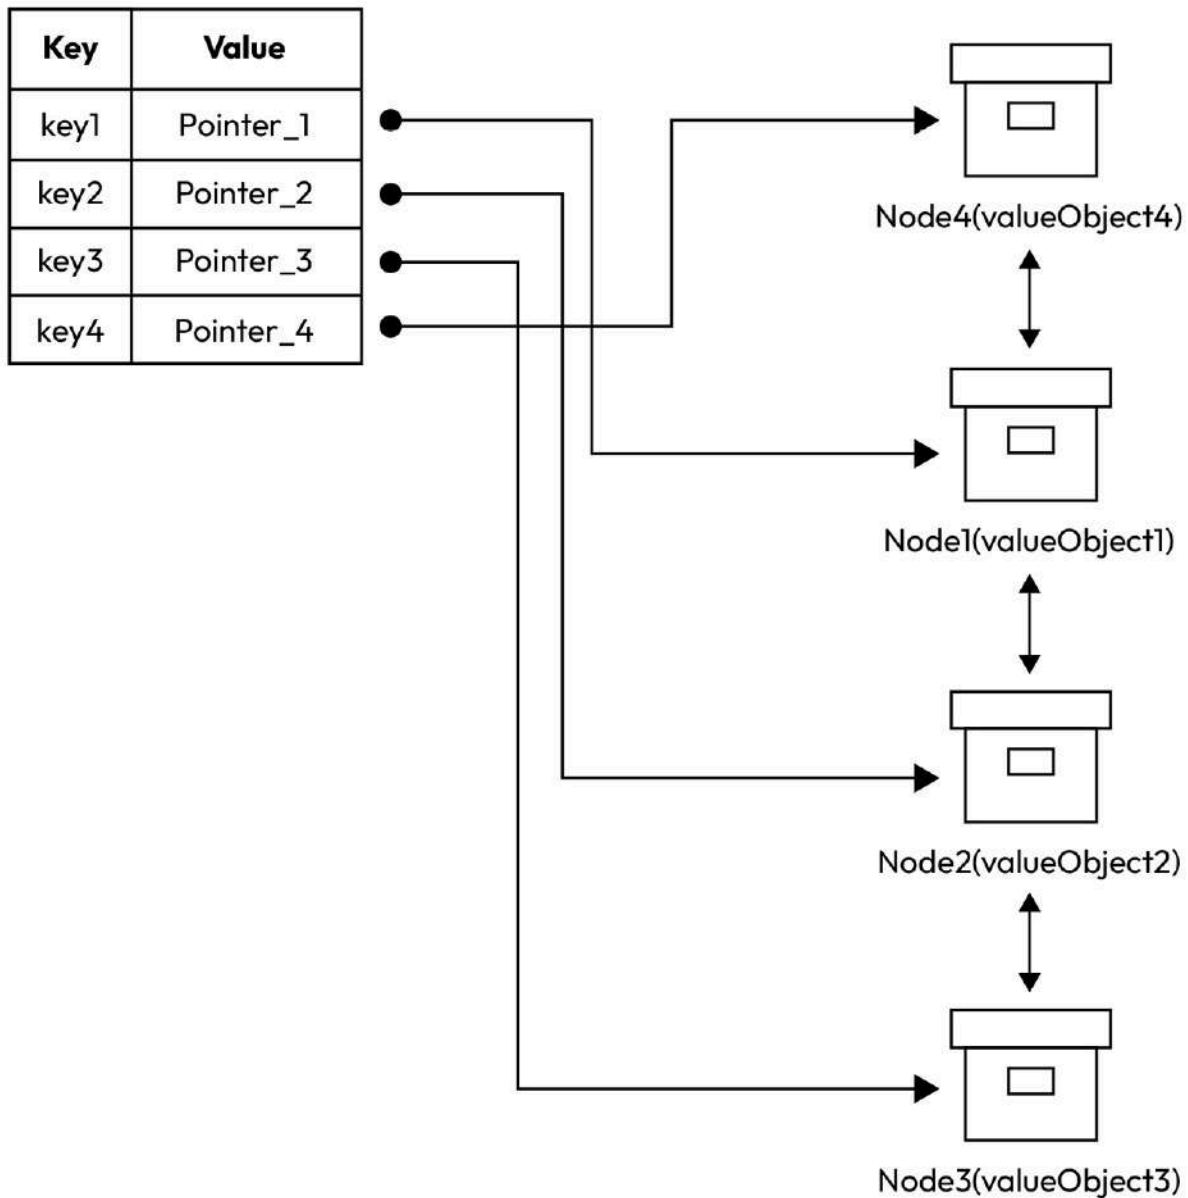 Key Value
key1 Pointer_1
key2 Pointer_2
key3 Pointer_3
key4 Pointer_4
Node4(valueObject4)
Node1(valueObject1)
Node2(valueObject2)
Node3(valueObject3)